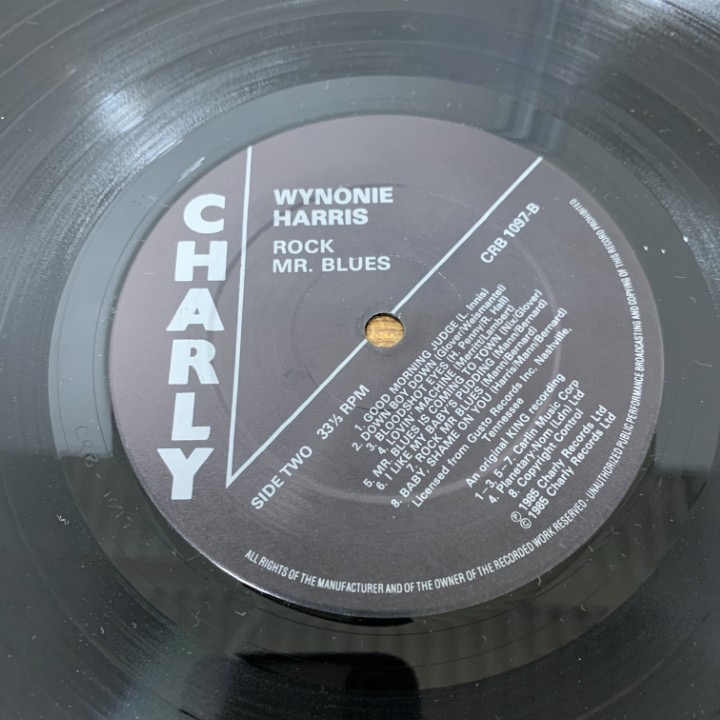 CHARLY
WYNONIE
HARRIS
ROCK
MR. BLUES
CRB 1097-B
SIDE TWO 33⅓ RPM
1. GOOD MORNING JUDGE (L. Innis)
2. DOWN BOY DOWN (Glover/Weismantel)
3. BLOODSHOT EYES (H. Penny/R. Hall)
4. LOVIN' MACHINE (Merrin/Lambert)
5. MR. BLUES IS COMING TO TOWN (Nix/Glover)
6. I LIKE MY BABY'S PUDDING (Mann/Bernard)
7. ROCK MR BLUES (Mann/Bernard)
8. BABY, SHAME ON YOU (Harris/Mann/Bernard)
Licensed from Gusto Records Inc. Nashville.
Tennessee
An original KING recording
1-3, 5-7. Carlin Music Corp
4. Planetary Nom (Ldn) Ltd
8. Copyright Control
℗ 1985 Charly Records Ltd
© 1985 Charly Records Ltd
ALL RIGHTS OF THE MANUFACTURER AND OF THE OWNER OF THE RECORDED WORK RESERVED . UNAUTHORIZED PUBLIC PERFORMANCE BROADCASTING AND COPYING OF THIS RECORD PROHIBITED